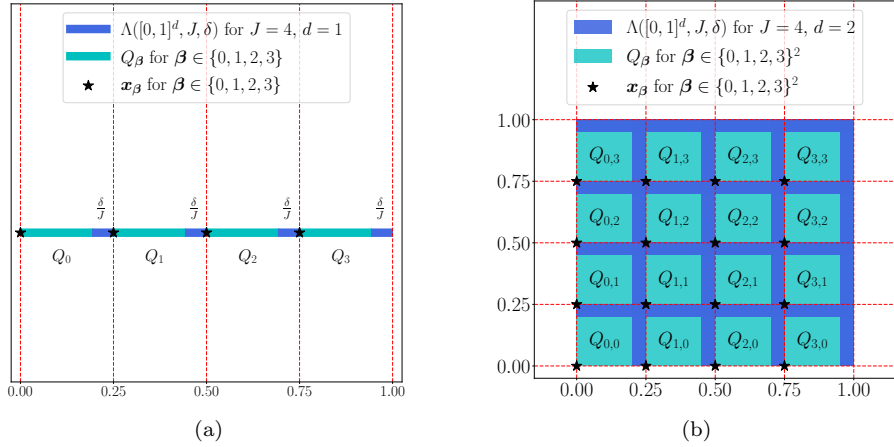 Λ([0, 1]^d, J, δ) for J = 4, d = 1
Q_β for β ∈ {0, 1, 2, 3}
x_β for β ∈ {0, 1, 2, 3}
δ/J δ/J δ/J δ/J
Q_0 Q_1 Q_2 Q_3
0.00 0.25 0.50 0.75 1.00
(a)
Λ([0, 1]^d, J, δ) for J = 4, d = 2
Q_β for β ∈ {0, 1, 2, 3}^2
x_β for β ∈ {0, 1, 2, 3}^2
1.00
Q_{0,3} Q_{1,3} Q_{2,3} Q_{3,3}
0.75
Q_{0,2} Q_{1,2} Q_{2,2} Q_{3,2}
0.50
Q_{0,1} Q_{1,1} Q_{2,1} Q_{3,1}
0.25
Q_{0,0} Q_{1,0} Q_{2,0} Q_{3,0}
0.00
0.00 0.25 0.50 0.75 1.00
(b)